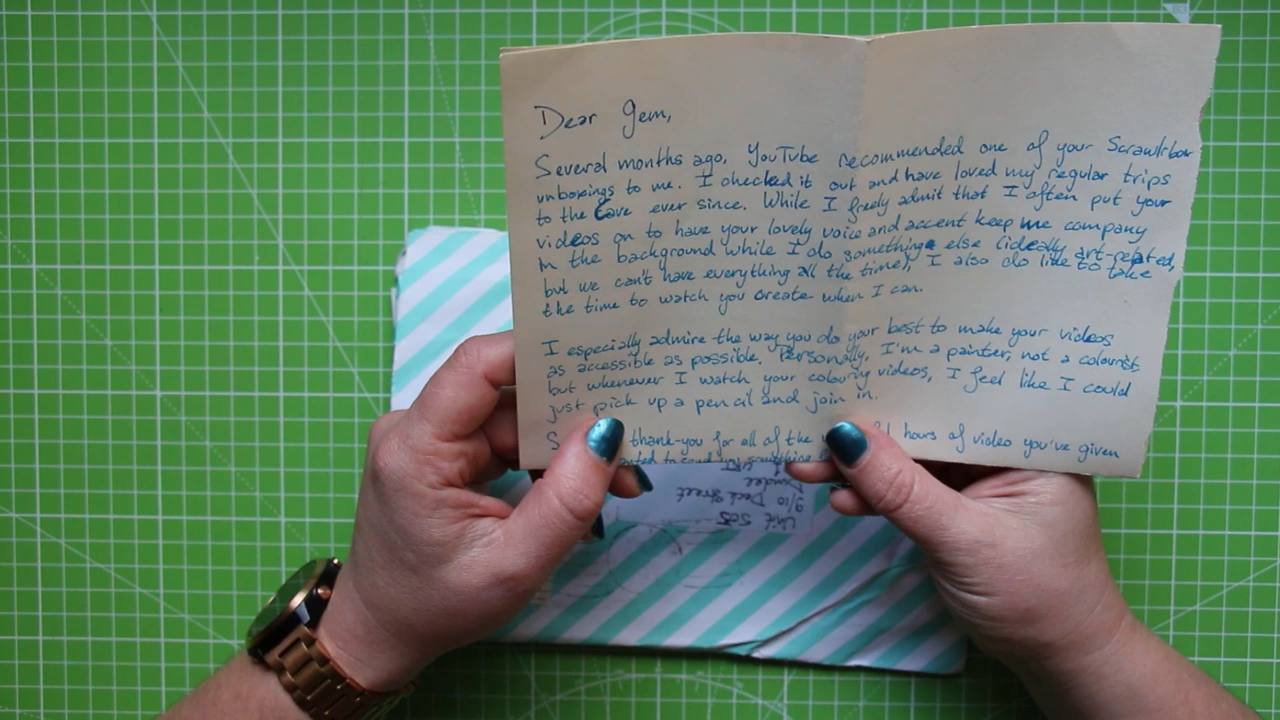 Dear Gem,
Several months ago, YouTube recommended one of your Scrawlrbox
unboxings to me. I checked it out and have loved my regular trips
to the Cave ever since. While I freely admit that I often put your
videos on to have your lovely voice and accent keep me company
in the background while I do something else (ideally art-related,
but we can't have everything all the time), I also do like to take
the time to watch you create when I can.
I especially admire the way you do your best to make your videos
as accessible as possible. Personally, I'm a painter, not a colourist,
but whenever I watch your colouring videos, I feel like I could
just pick up a pencil and join in.
thank-you for all of the hours of video you've given
to send you something
Unit 505
9/10 Dock Street
Dundee